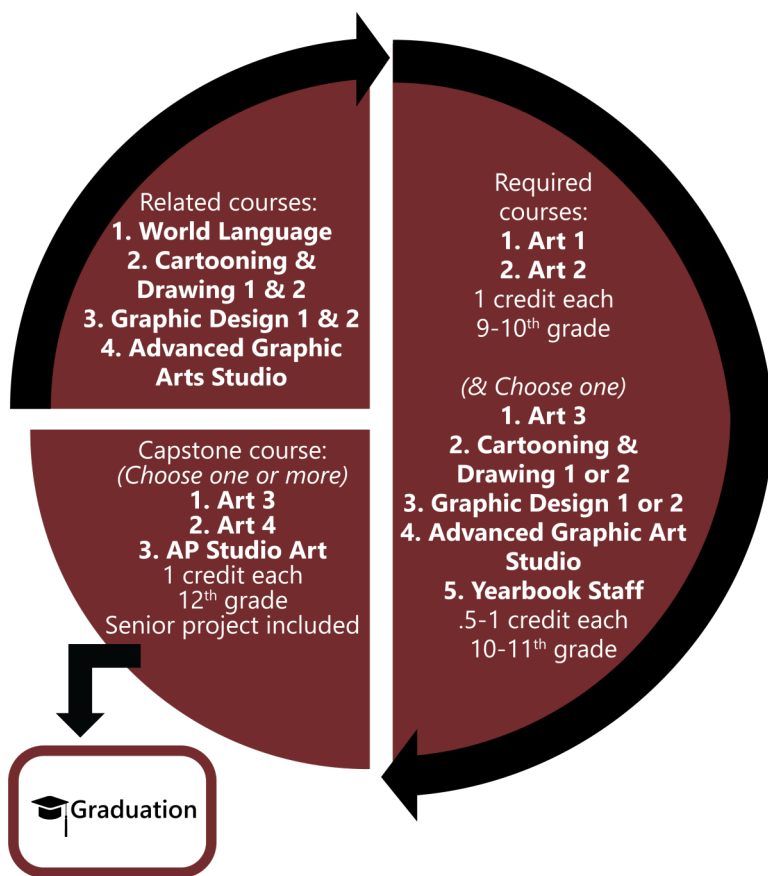 Related courses:
1. World Language
2. Cartooning &
Drawing 1 & 2
3. Graphic Design 1 & 2
4. Advanced Graphic
Arts Studio
Required
courses:
1. Art 1
2. Art 2
1 credit each
9-10th grade
(& Choose one)
1. Art 3
2. Cartooning &
Drawing 1 or 2
3. Graphic Design 1 or 2
4. Advanced Graphic Art
Studio
5. Yearbook Staff
.5-1 credit each
10-11th grade
Capstone course:
(Choose one or more)
1. Art 3
2. Art 4
3. AP Studio Art
1 credit each
12th grade
Senior project included
Graduation